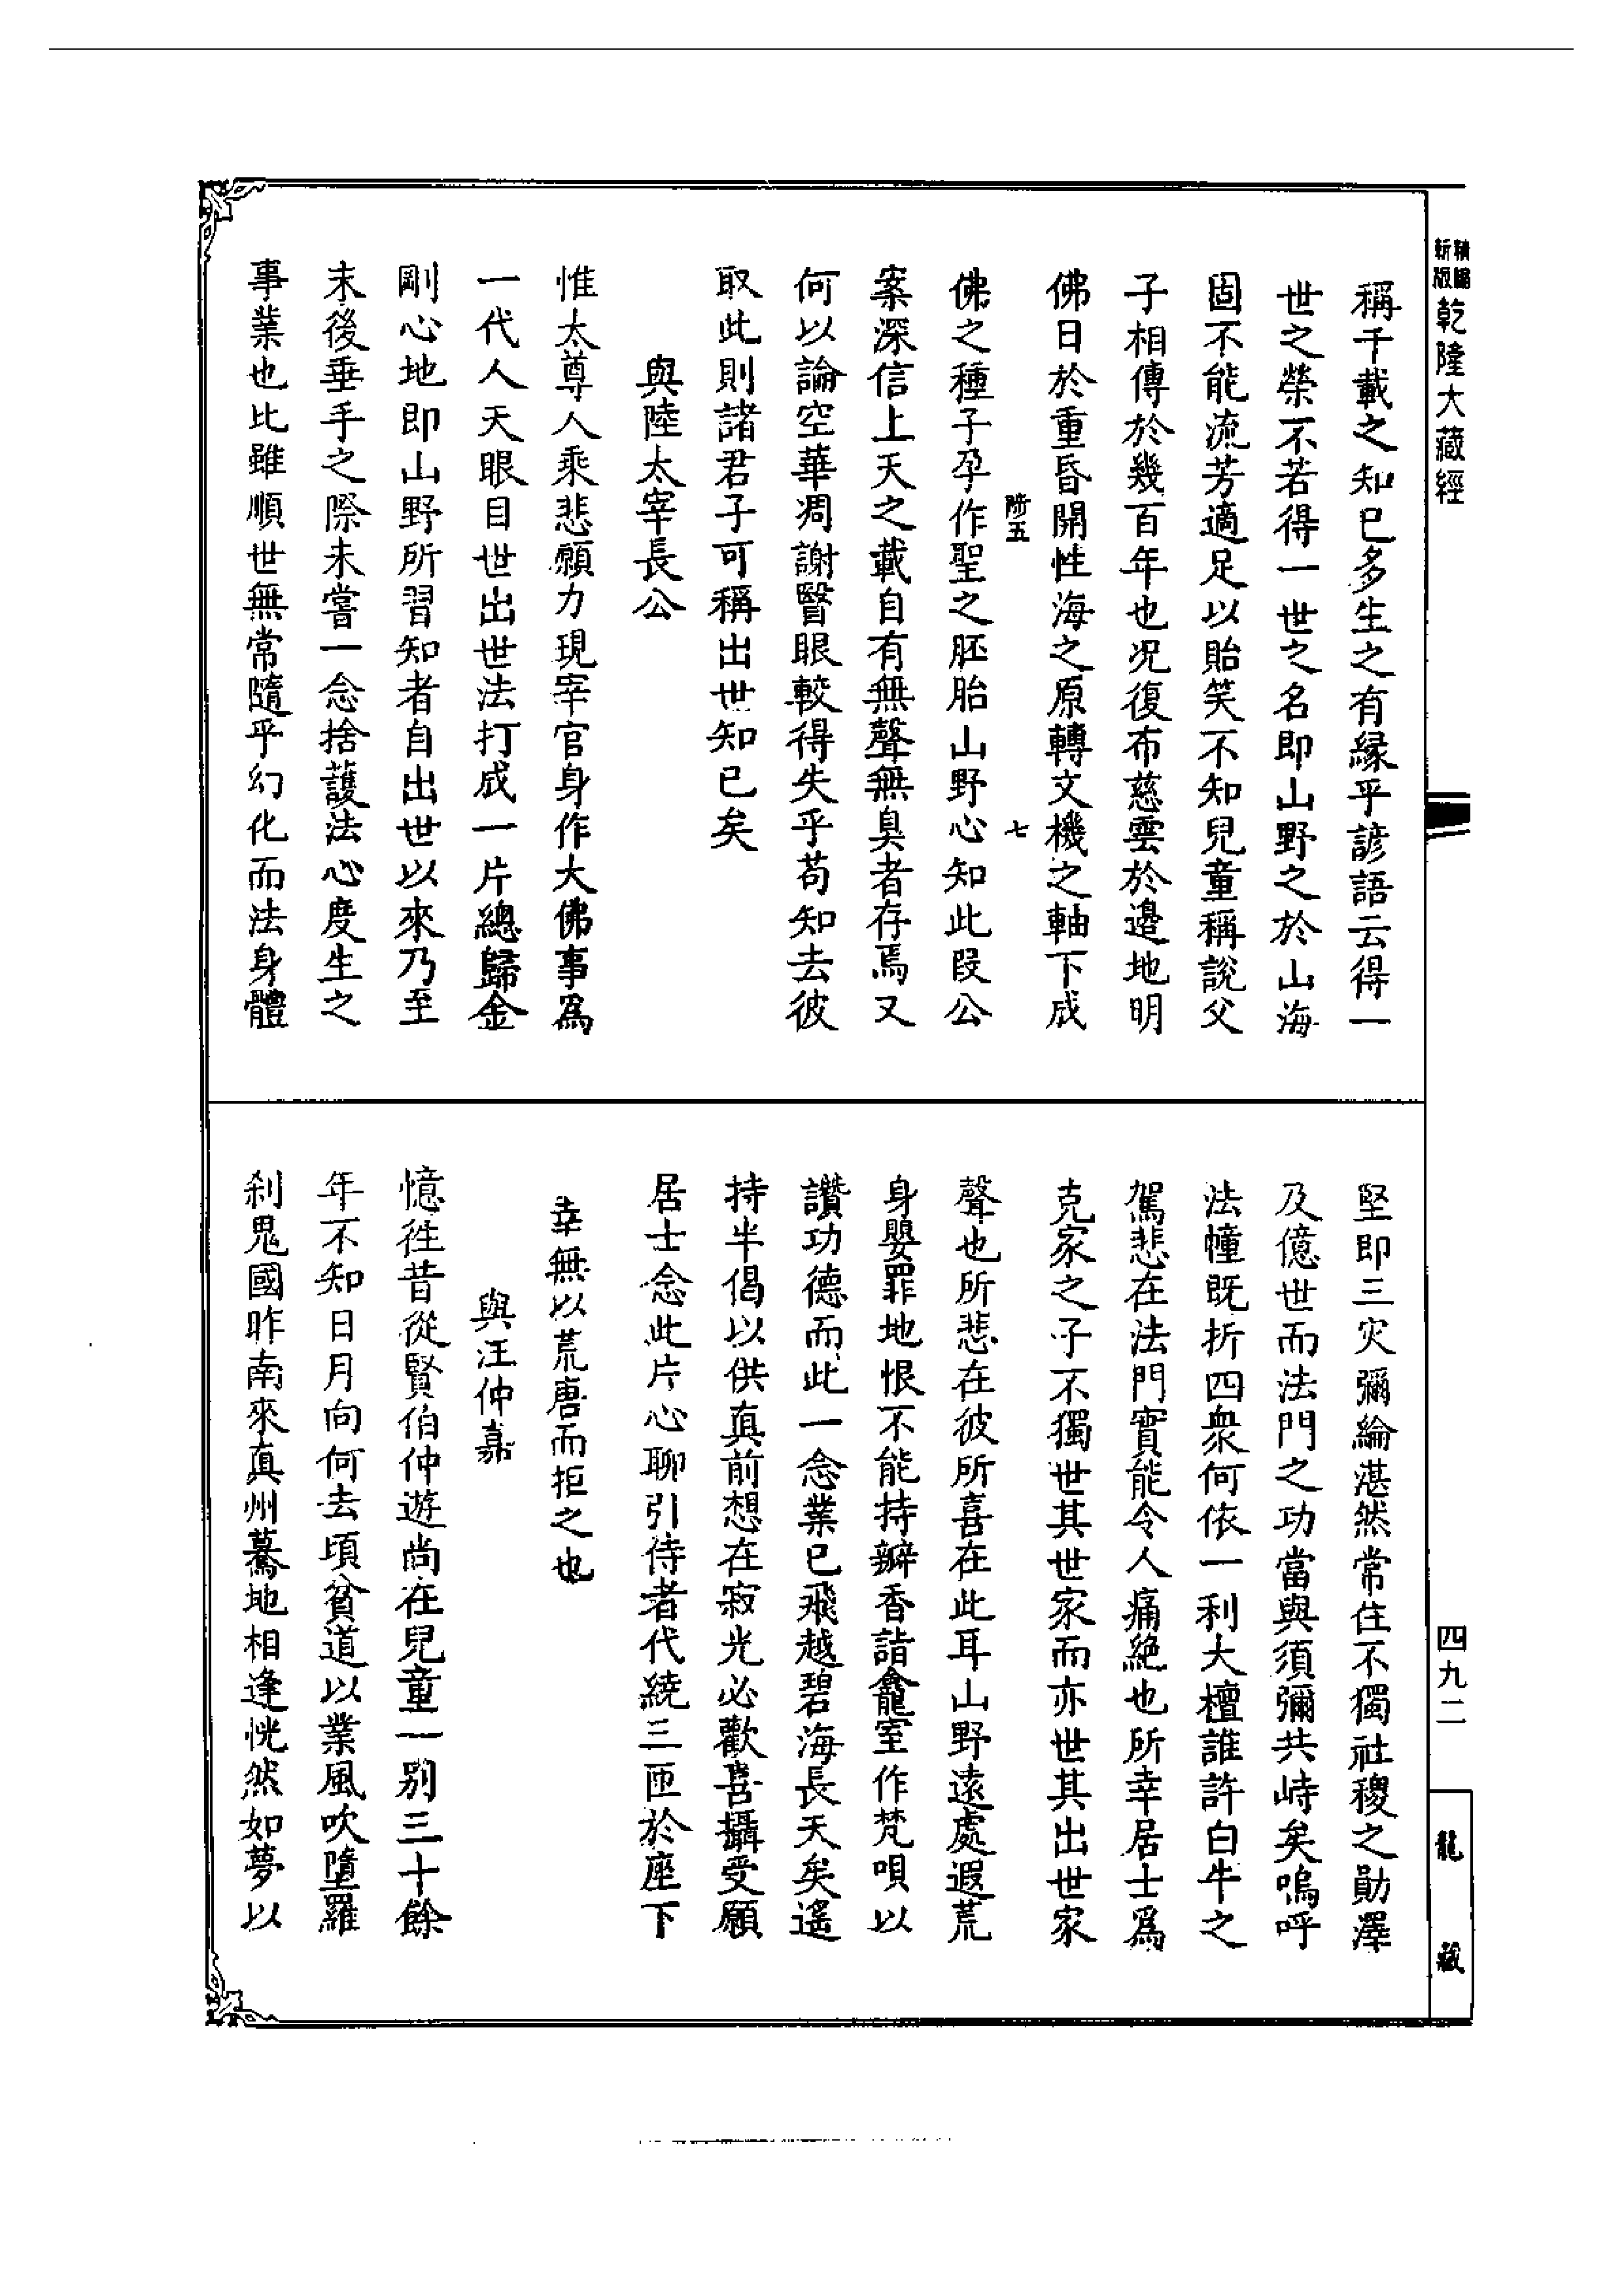 新編
新版
乾隆大藏經
稱千載之知已多生之有緣乎諺語云得一
世之榮不若得一世之名即山野之於山海
固不能流芳適足以貽笑不知兒童稱說父
子相傳於幾百年也況復布慈雲於邊地明
佛日於重昏開性海之原轉文機之軸下成
隮五
七
佛之種子孕作聖之胚胎山野心知此段公
案深信上天之載自有無聲無臭者存焉又
何以論空華凋謝瞖眼較得失乎苟知去彼
取此則諸君子可稱出世知已矣
與陸太宰長公
惟太尊人乘悲願力現宰官身作大佛事為
一代人天眼目世出世法打成一片總歸金
剛心地即山野所習知者自出世以來乃至
末後垂手之際未嘗一念捨護法心度生之
事業也比雖順世無常隨乎幻化而法身體
堅即三灾彌綸湛然常住不獨社稷之勛澤
及億世而法門之功當與須彌共峙矣嗚呼
法幢既折四衆何依一利大檀誰許白牛之
駕悲在法門實能令人痛絕也所幸居士為
克家之子不獨世其世家而亦世其出世家
聲也所悲在彼所喜在此耳山野遠處遐荒
身嬰罪地恨不能持瓣香詣龕室作梵唄以
讚功德而此一念業已飛越碧海長天矣遙
持半偈以供真前想在寂光必歡喜攝受願
居士念此片心聊引侍者代繞三匝於座下
幸無以荒唐而拒之也
與汪仲嘉
憶徃昔從賢伯仲遊尚在兒童一別三十餘
年不知日月向何去頃貧道以業風吹墮羅
刹鬼國昨南來真州驀地相逢恍然如夢以
四九二
龍藏